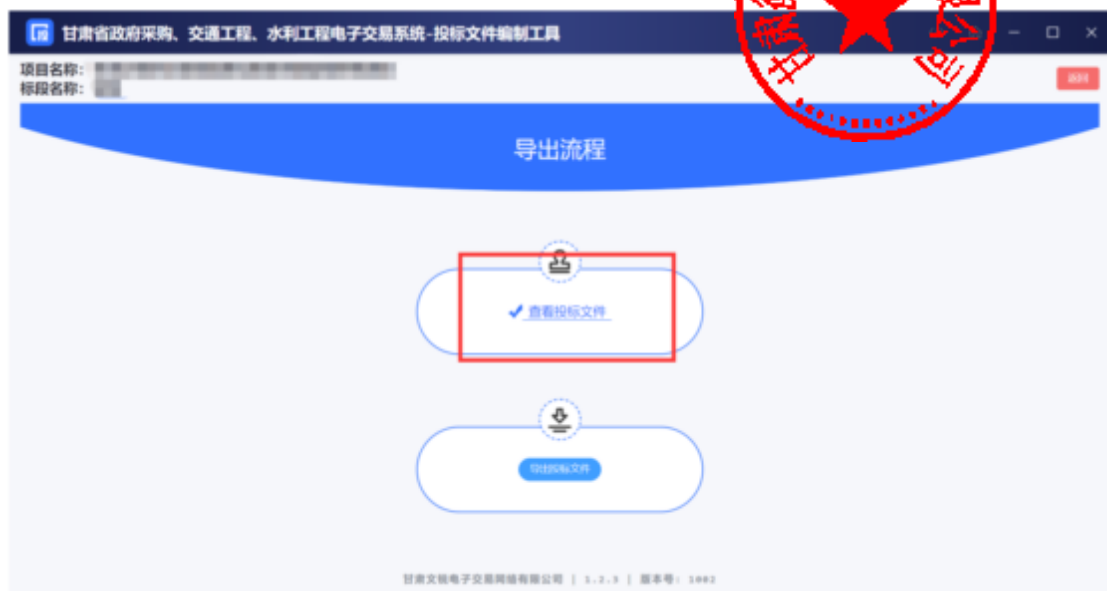 甘肃省政府采购、交通工程、水利工程电子交易系统-投标文件编制工具
项目名称:
标段名称:
返回
导出流程
查看投标文件
导出投标文件
甘肃文锐电子交易网络有限公司 | 1.2.3 | 版本号: 1002